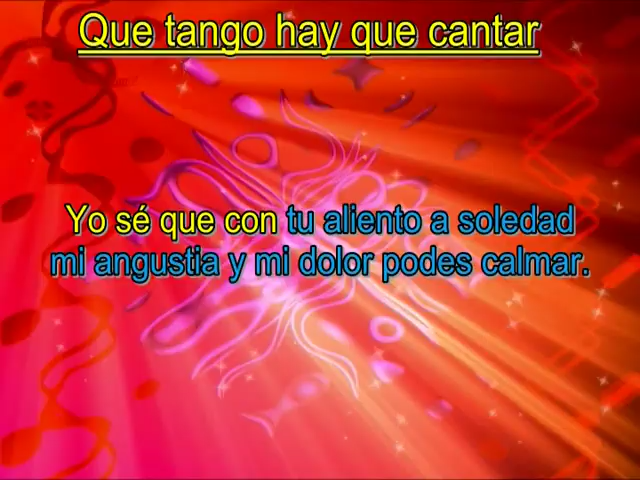 Que tango hay que cantar
Yo sé que con tu aliento a soledad
mi angustia y mi dolor podes calmar.